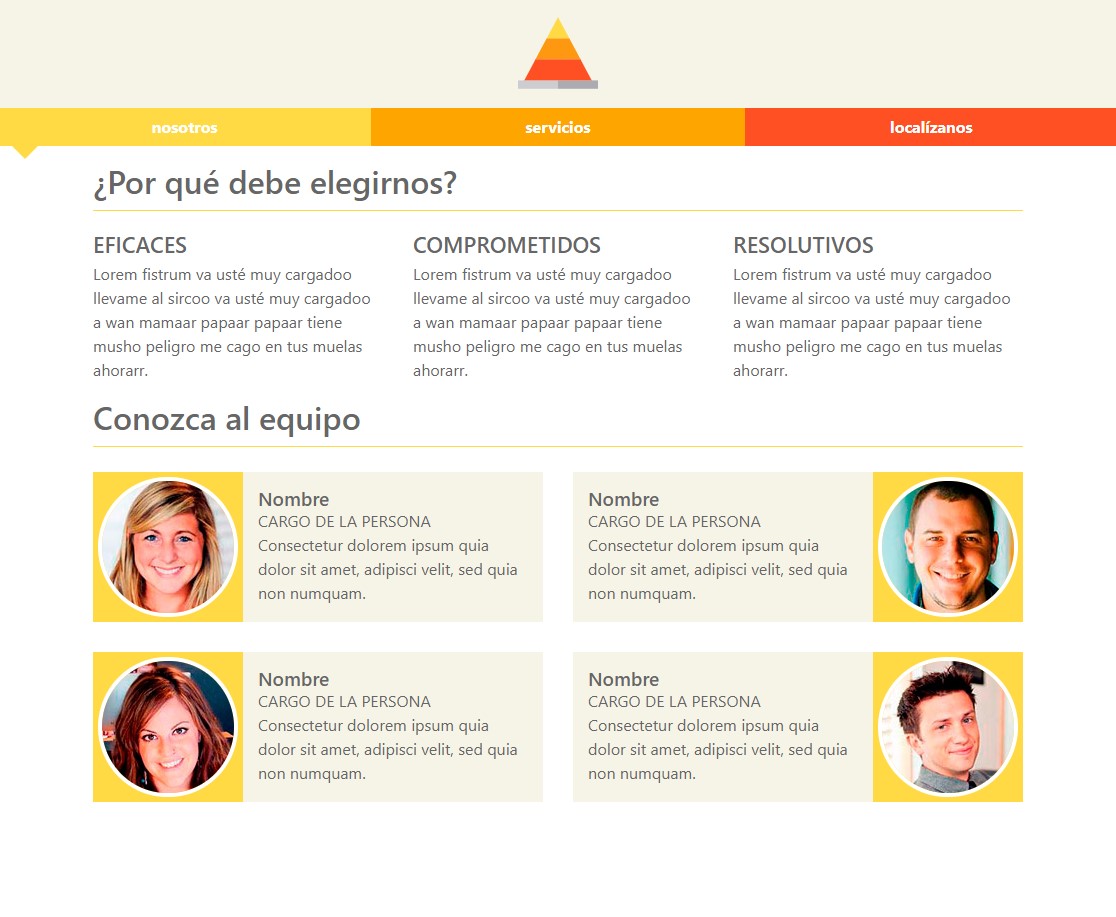 nosotros
servicios
localízanos
¿Por qué debe elegirnos?
EFICACES
Lorem fistrum va usté muy cargadoo
llevame al sircoo va usté muy cargadoo
a wan mamaar papaar papaar tiene
musho peligro me cago en tus muelas
ahorarr.
COMPROMETIDOS
Lorem fistrum va usté muy cargadoo
llevame al sircoo va usté muy cargadoo
a wan mamaar papaar papaar tiene
musho peligro me cago en tus muelas
ahorarr.
RESOLUTIVOS
Lorem fistrum va usté muy cargadoo
llevame al sircoo va usté muy cargadoo
a wan mamaar papaar papaar tiene
musho peligro me cago en tus muelas
ahorarr.
Conozca al equipo
Nombre
CARGO DE LA PERSONA
Consectetur dolorem ipsum quia
dolor sit amet, adipisci velit, sed quia
non numquam.
Nombre
CARGO DE LA PERSONA
Consectetur dolorem ipsum quia
dolor sit amet, adipisci velit, sed quia
non numquam.
Nombre
CARGO DE LA PERSONA
Consectetur dolorem ipsum quia
dolor sit amet, adipisci velit, sed quia
non numquam.
Nombre
CARGO DE LA PERSONA
Consectetur dolorem ipsum quia
dolor sit amet, adipisci velit, sed quia
non numquam.